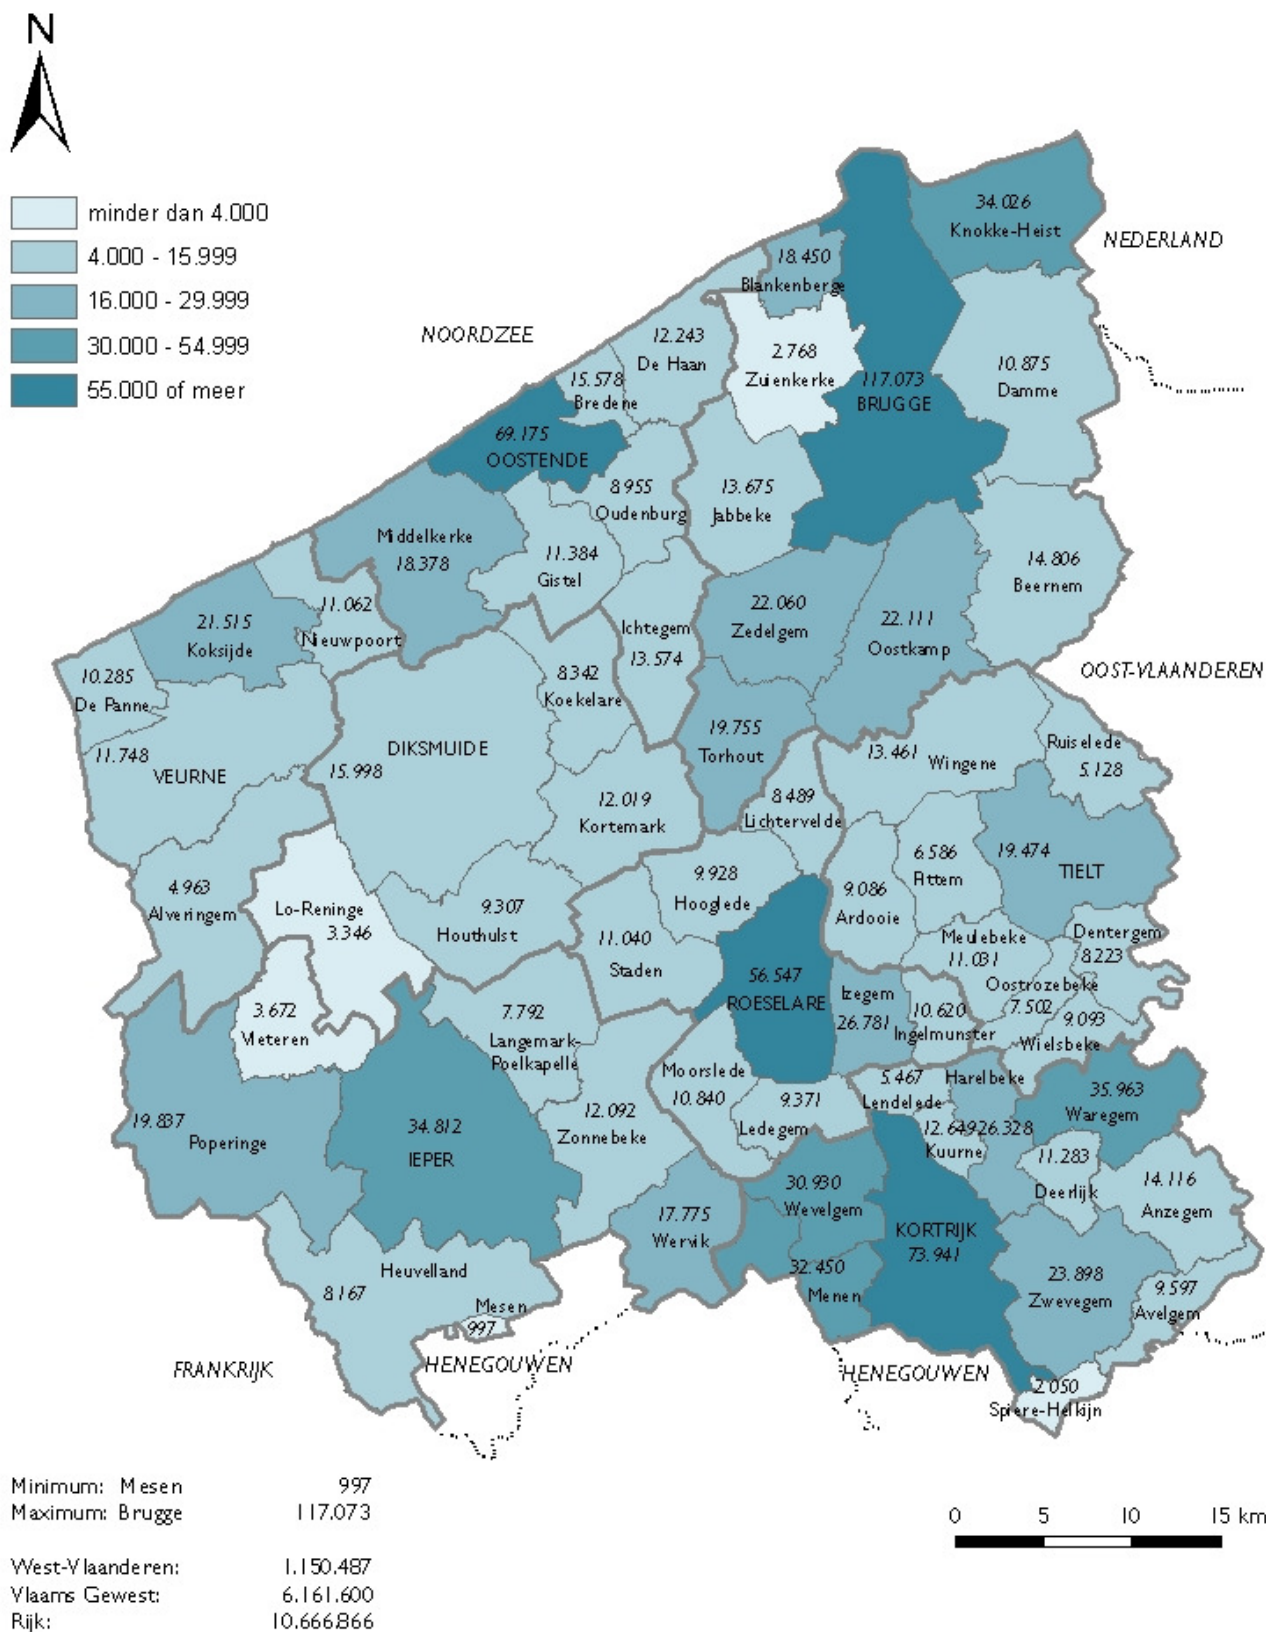 N
minder dan 4.000
4.000 - 15.999
16.000 - 29.999
30.000 - 54.999
55.000 of meer
NOORDZEE
NEDERLAND
OOST-VLAANDEREN
FRANKRIJK
HENEGOUWEN
HENEGOUWEN
34.026
Knokke-Heist
18.450
Blankenberge
12.243
De Haan
2.768
Zuienkerke
117.073
BRUGGE
10.875
Damme
15.578
Bredene
69.175
OOSTENDE
8.955
Oudenburg
13.675
Jabbeke
Middelkerke
18.378
11.384
Gistel
14.806
Beernem
21.515
Koksijde
11.062
Nieuwpoort
Ichtegem
13.574
22.060
Zedelgem
22.111
Oostkamp
10.285
De Panne
8.342
Koekelare
11.748
VEURNE
DIKSMUIDE
15.998
19.755
Torhout
13.461
Wingene
Ruiselede
5.128
12.019
Kortemark
8.489
Lichtervelde
6.586
Pittem
19.474
TIELT
4.963
Alveringem
Lo-Reninge
3.346
9.307
Houthulst
9.928
Hooglede
9.086
Ardooie
11.040
Staden
Meulebeke
11.031
Dentergem
8.223
Oostrozebeke
7.502
9.093
Wielsbeke
56.547
ROESELARE
Izegem
26.781
10.620
Ingelmunster
3.672
Vleteren
7.792
Langemark-
Poelkapelle
Moorslede
10.840
9.371
Ledegem
5.467
Lendelede
Harelbeke
26.328
35.963
Waregem
19.837
Poperinge
34.812
IEPER
12.092
Zonnebeke
12.649
Kuurne
11.283
Deerlijk
14.116
Anzegem
30.930
Wevelgem
17.775
Wervik
KORTRIJK
73.941
32.450
Menen
23.898
Zwevegem
9.597
Avelgem
Heuvelland
8.167
Mesen
997
2.050
Spiere-Helkijn
Minimum: Mesen 997
Maximum: Brugge 117.073
West-Vlaanderen: 1.150.487
Vlaams Gewest: 6.161.600
Rijk: 10.666.866
0 5 10 15 km